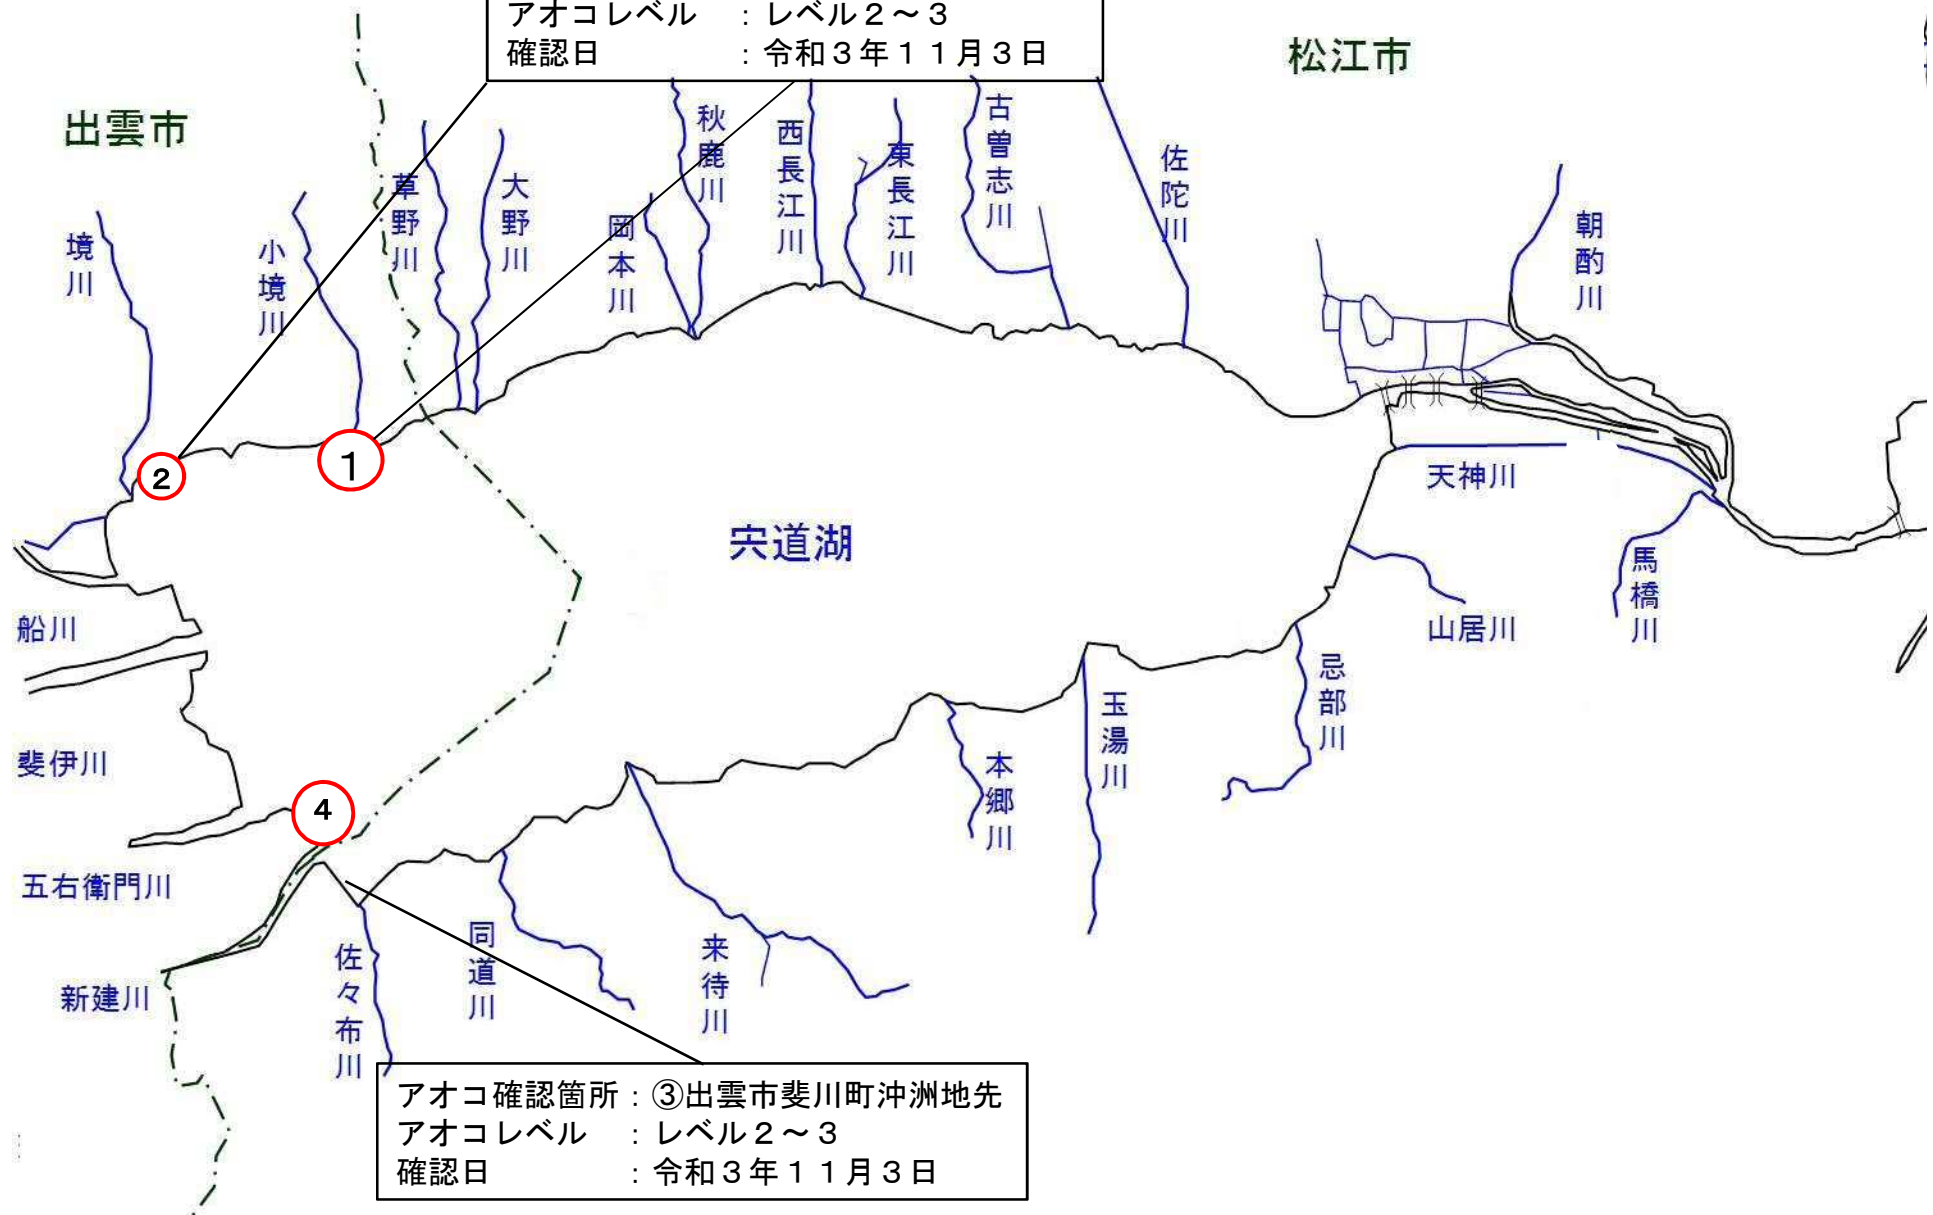 アオコレベル : レベル２～３
確認日 : 令和３年１１月３日
松江市
出雲市
秋鹿川
西長江川
東長江川
古曽志川
佐陀川
草野川
大野川
岡本川
境川
小境川
朝酌川
1
2
天神川
宍道湖
馬橋川
船川
山居川
忌部川
玉湯川
斐伊川
本郷川
4
五右衛門川
同道川
来待川
佐々布川
新建川
アオコ確認箇所 : ③出雲市斐川町沖洲地先
アオコレベル : レベル２～３
確認日 : 令和３年１１月３日